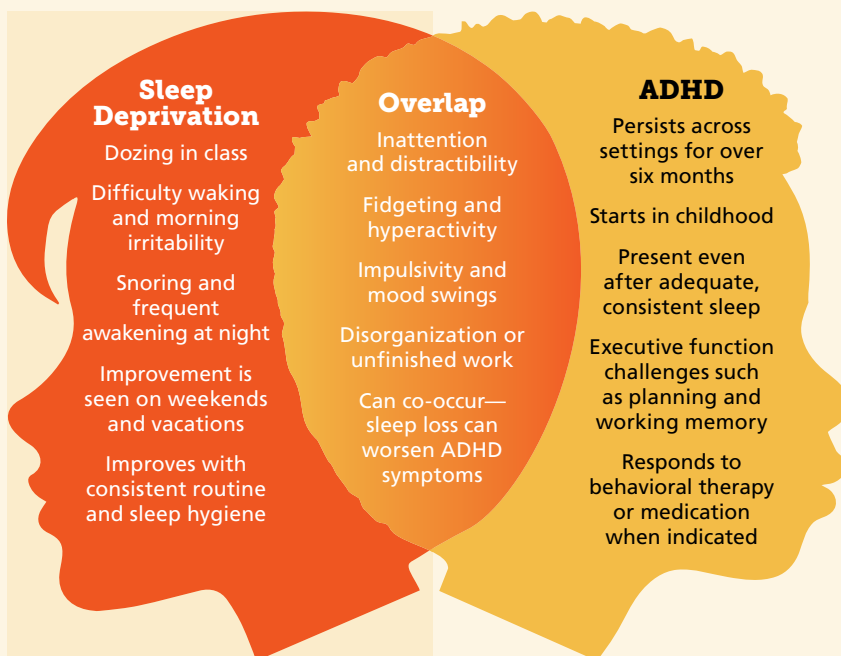 Sleep
Deprivation
Dozing in class
Difficulty waking
and morning
irritability
Snoring and
frequent
awakening at night
Improvement is
seen on weekends
and vacations
Improves with
consistent routine
and sleep hygiene
Overlap
Inattention
and distractibility
Fidgeting and
hyperactivity
Impulsivity and
mood swings
Disorganization or
unfinished work
Can co-occur—
sleep loss can
worsen ADHD
symptoms
ADHD
Persists across
settings for over
six months
Starts in childhood
Present even
after adequate,
consistent sleep
Executive function
challenges such
as planning and
working memory
Responds to
behavioral therapy
or medication
when indicated